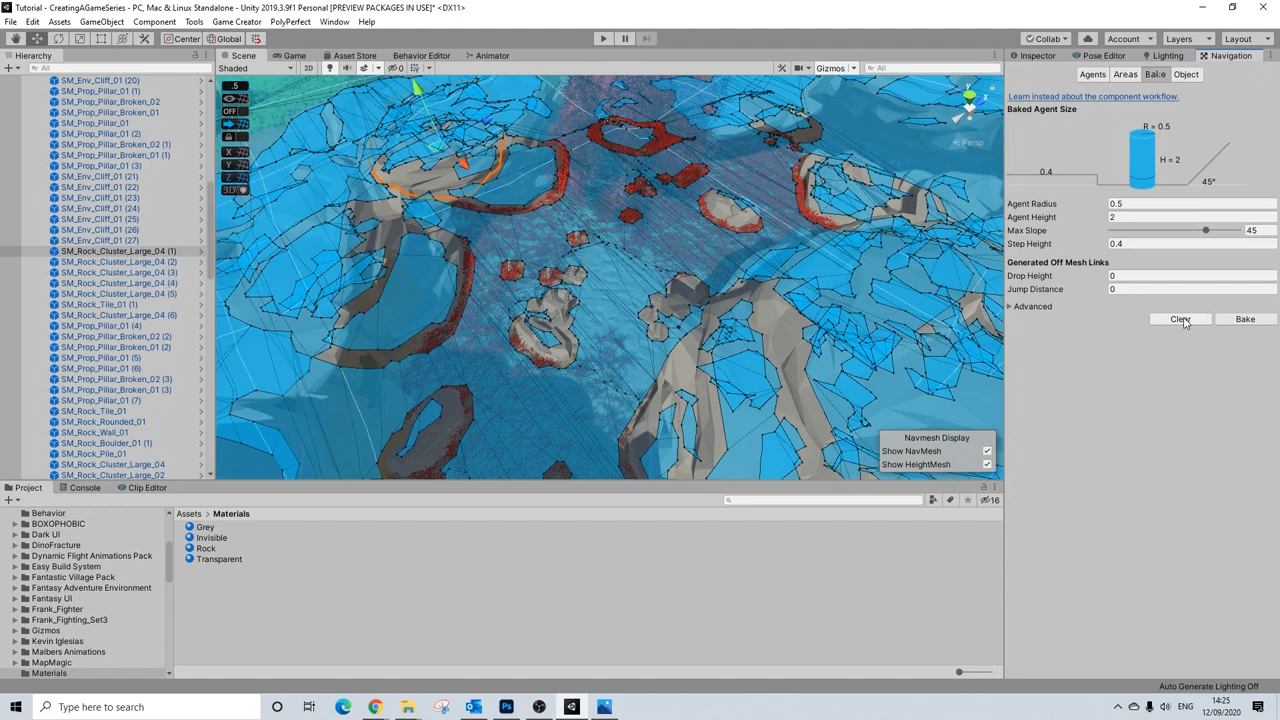 Tutorial - CreatingAGameSeries - PC, Mac & Linux Standalone - Unity 2019.3.9f1 Personal [PREVIEW PACKAGES IN USE]* <DX11>
File Edit Assets GameObject Component Tools Game Creator PolyPerfect Window Help
Center Global Collab Account Layers Layout
Hierarchy
Scene Game Asset Store Behavior Editor Animator
Inspector Pose Editor Lighting Navigation
All
Shaded 2D 0 Gizmos All
SM_Env_Cliff_01 (20)
SM_Prop_Pillar_01 (1)
SM_Prop_Pillar_Broken_02
SM_Prop_Pillar_Broken_01
SM_Prop_Pillar_01
SM_Prop_Pillar_01 (2)
SM_Prop_Pillar_Broken_02 (1)
SM_Prop_Pillar_Broken_01 (1)
SM_Prop_Pillar_01 (3)
SM_Env_Cliff_01 (21)
SM_Env_Cliff_01 (22)
SM_Env_Cliff_01 (23)
SM_Env_Cliff_01 (24)
SM_Env_Cliff_01 (25)
SM_Env_Cliff_01 (26)
SM_Env_Cliff_01 (27)
SM_Rock_Cluster_Large_04 (1)
SM_Rock_Cluster_Large_04 (2)
SM_Rock_Cluster_Large_04 (3)
SM_Rock_Cluster_Large_04 (4)
SM_Rock_Cluster_Large_04 (5)
SM_Rock_Tile_01 (1)
SM_Rock_Cluster_Large_04 (6)
SM_Prop_Pillar_01 (4)
SM_Prop_Pillar_Broken_02 (2)
SM_Prop_Pillar_Broken_01 (2)
SM_Prop_Pillar_01 (5)
SM_Prop_Pillar_01 (6)
SM_Prop_Pillar_Broken_02 (3)
SM_Prop_Pillar_Broken_01 (3)
SM_Prop_Pillar_01 (7)
SM_Rock_Tile_01
SM_Rock_Rounded_01
SM_Rock_Wall_01
SM_Rock_Boulder_01 (1)
SM_Rock_Pile_01
SM_Rock_Cluster_Large_04
SM_Rock_Cluster_Large_02
.5
OFF
X
Y
Z
3D
y
x
Persp
Navmesh Display
Show NavMesh
Show HeightMesh
Agents Areas Bake Object
Learn instead about the component workflow.
Baked Agent Size
R = 0.5
H = 2
0.4
45°
Agent Radius 0.5
Agent Height 2
Max Slope 45
Step Height 0.4
Generated Off Mesh Links
Drop Height 0
Jump Distance 0
Advanced
Clear Bake
Project Console Clip Editor
16
Behavior
BOXOPHOBIC
Dark UI
DinoFracture
Dynamic Flight Animations Pack
Easy Build System
Fantastic Village Pack
Fantasy Adventure Environment
Fantasy UI
Frank_Fighter
Frank_Fighting_Set3
Gizmos
Kevin Iglesias
Malbers Animations
MapMagic
Materials
Assets > Materials
Grey
Invisible
Rock
Transparent
Auto Generate Lighting Off
Type here to search
ENG
14:25
12/09/2020